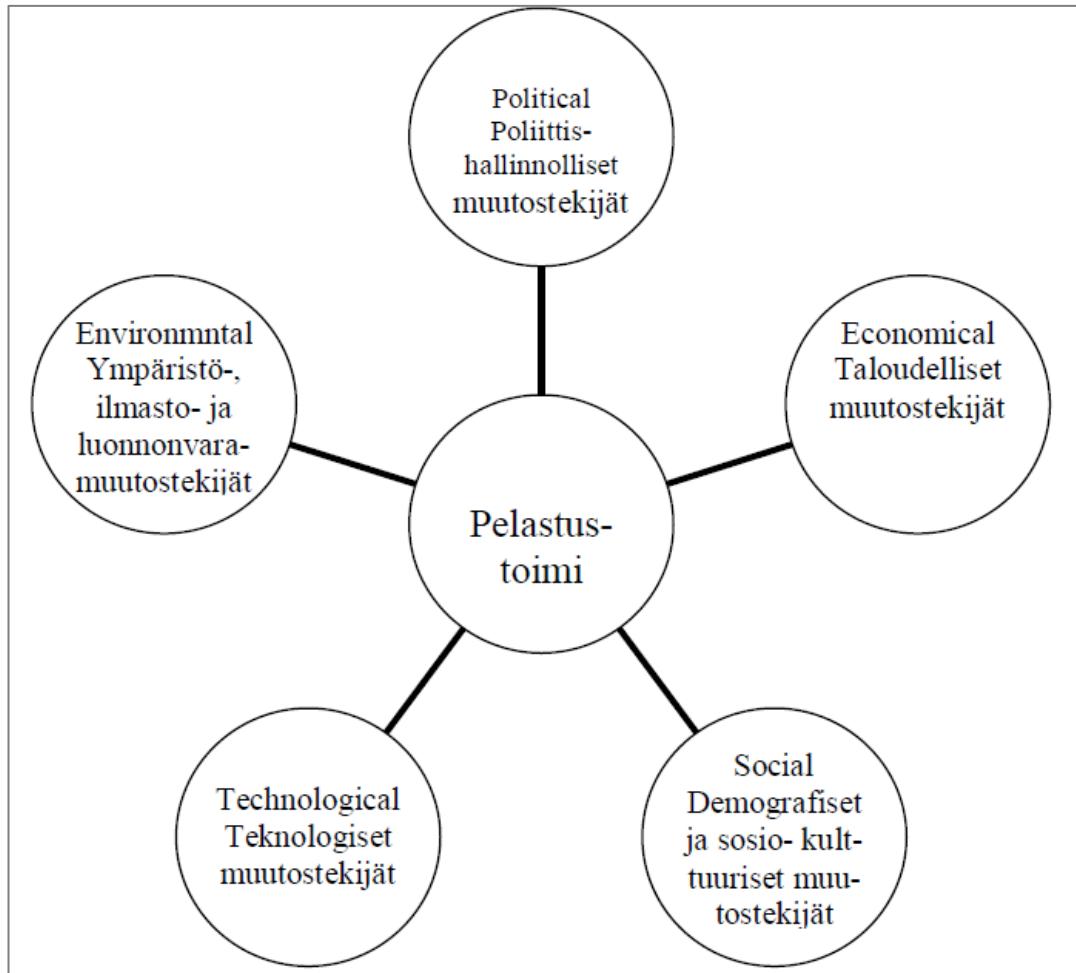 Political
Poliittis-
hallinnolliset
muutostekijät
Environmntal
Ympäristö-,
ilmasto- ja
luonnonvara-
muutostekijät
Economical
Taloudelliset
muutostekijät
Pelastus-
toimi
Technological
Teknologiset
muutostekijät
Social
Demografiset
ja sosio- kult-
tuuriset muu-
tostekijät